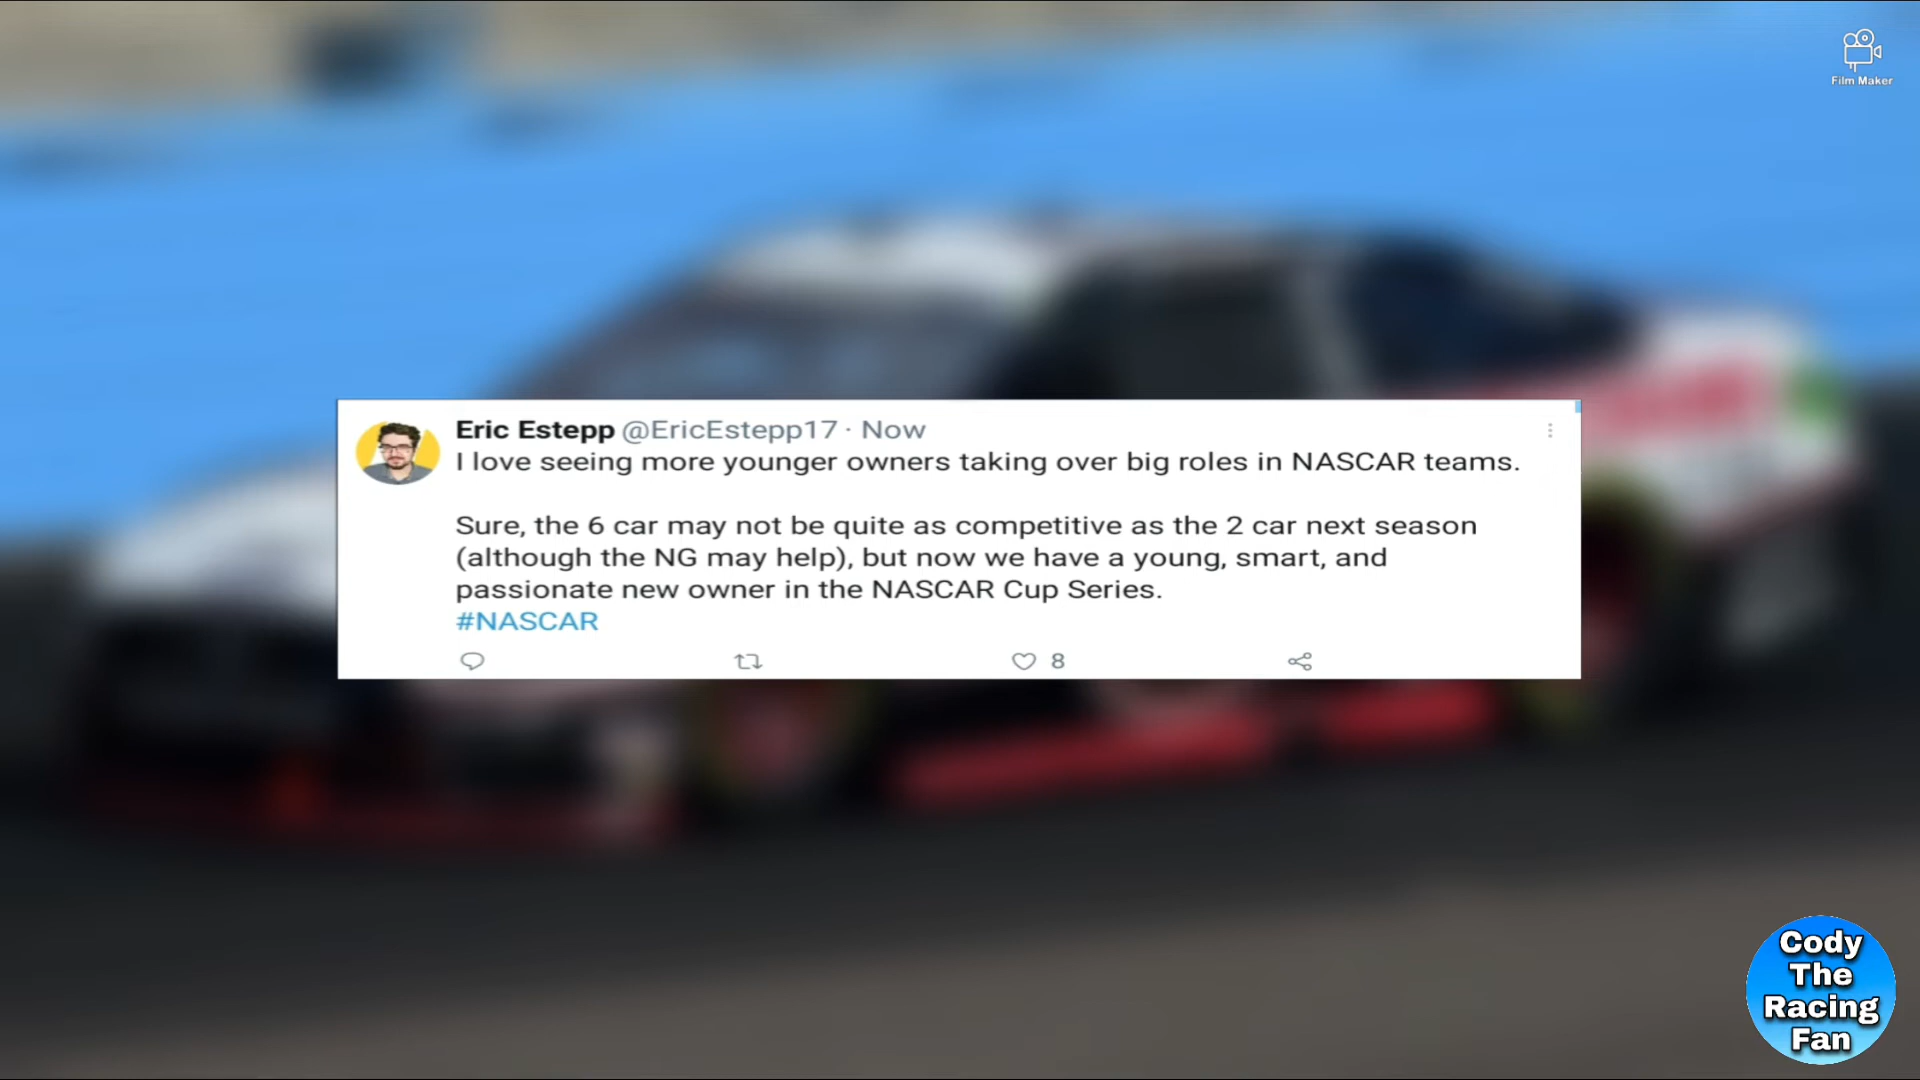 Film Maker
Eric Estepp @EricEstepp17 · Now
I love seeing more younger owners taking over big roles in NASCAR teams.
Sure, the 6 car may not be quite as competitive as the 2 car next season
(although the NG may help), but now we have a young, smart, and
passionate new owner in the NASCAR Cup Series.
#NASCAR
8
Cody
The
Racing
Fan